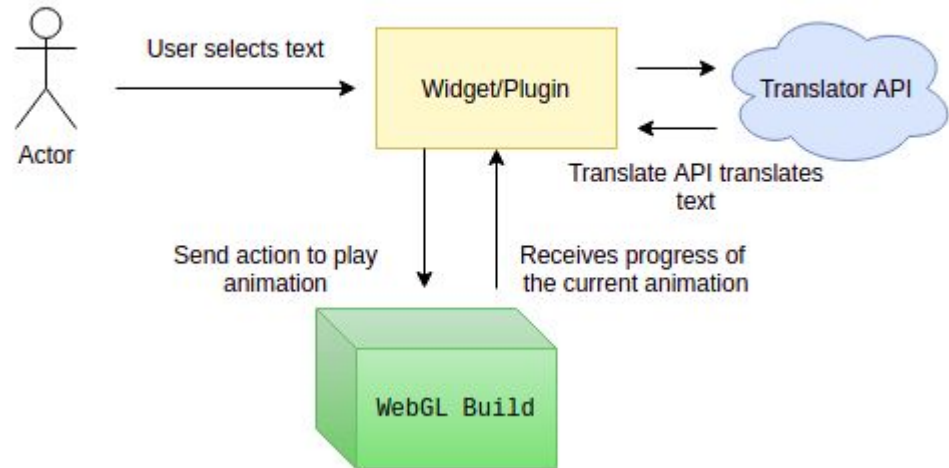 User selects text
Widget/Plugin
Translator API
Actor
Translate API translates
text
Send action to play
animation
Receives progress of
the current animation
WebGL Build